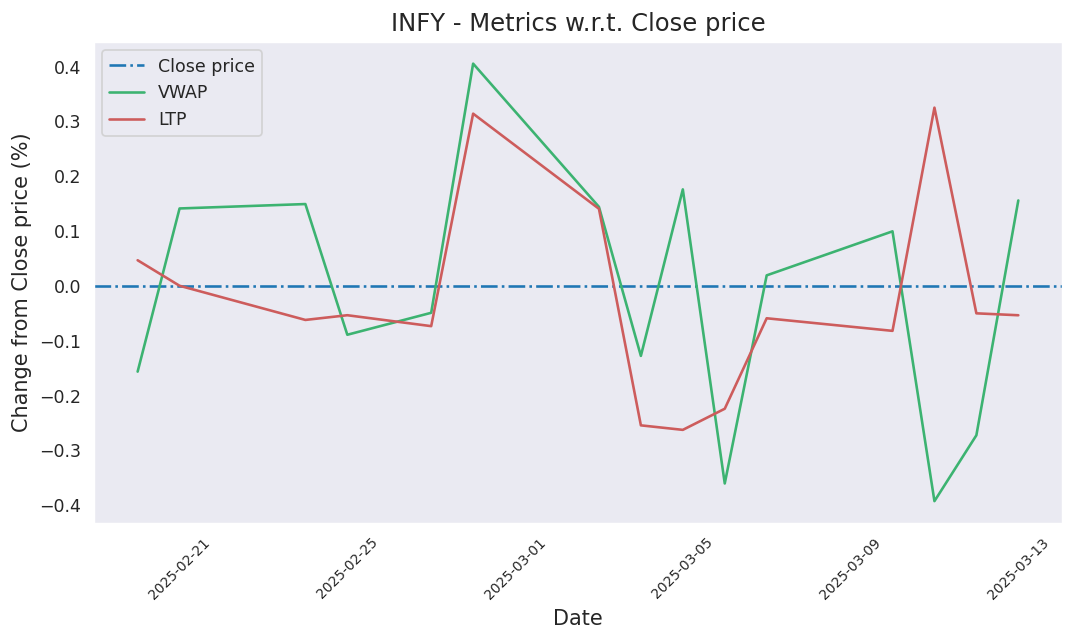 INFY - Metrics w.r.t. Close price
Close price
VWAP
LTP
Change from Close price (%)
0.4
0.3
0.2
0.1
0.0
−0.1
−0.2
−0.3
−0.4
2025-02-21
2025-02-25
2025-03-01
2025-03-05
2025-03-09
2025-03-13
Date